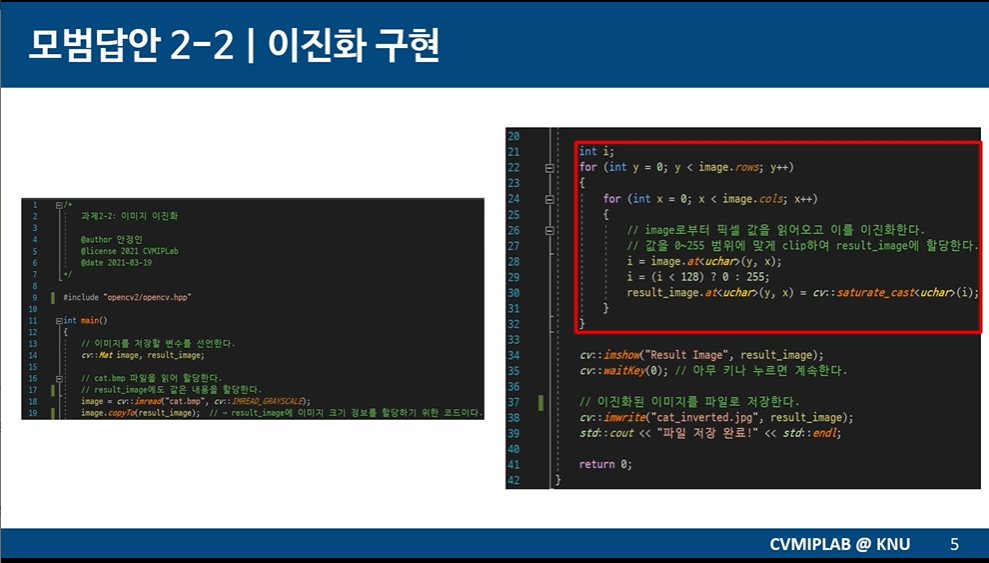 모범답안 2-2 | 이진화 구현
1 /*
2 과제2-2: 이미지 이진화
3
4 @author 안정인
5 @license 2021 CVMIPLab
6 @date 2021-03-19
7 */
8
9 #include "opencv2/opencv.hpp"
10
11 int main()
12 {
13 // 이미지를 저장할 변수를 선언한다.
14 cv::Mat image, result_image;
15
16 // cat.bmp 파일을 읽어 할당한다.
17 // result_image에도 같은 내용을 할당한다.
18 image = cv::imread("cat.bmp", cv::IMREAD_GRAYSCALE);
19 image.copyTo(result_image); // → result_image에 이미지 크기 정보를 할당하기 위한 코드이다.
20
21 int i;
22 for (int y = 0; y < image.rows; y++)
23 {
24 for (int x = 0; x < image.cols; x++)
25 {
26 // image로부터 픽셀 값을 읽어오고 이를 이진화한다.
27 // 값을 0~255 범위에 맞게 clip하여 result_image에 할당한다.
28 i = image.at<uchar>(y, x);
29 i = (i < 128) ? 0 : 255;
30 result_image.at<uchar>(y, x) = cv::saturate_cast<uchar>(i);
31 }
32 }
33
34 cv::imshow("Result Image", result_image);
35 cv::waitKey(0); // 아무 키나 누르면 계속한다.
36
37 // 이진화된 이미지를 파일로 저장한다.
38 cv::imwrite("cat_inverted.jpg", result_image);
39 std::cout << "파일 저장 완료!" << std::endl;
40
41 return 0;
42 }
CVMIPLAB @ KNU 5